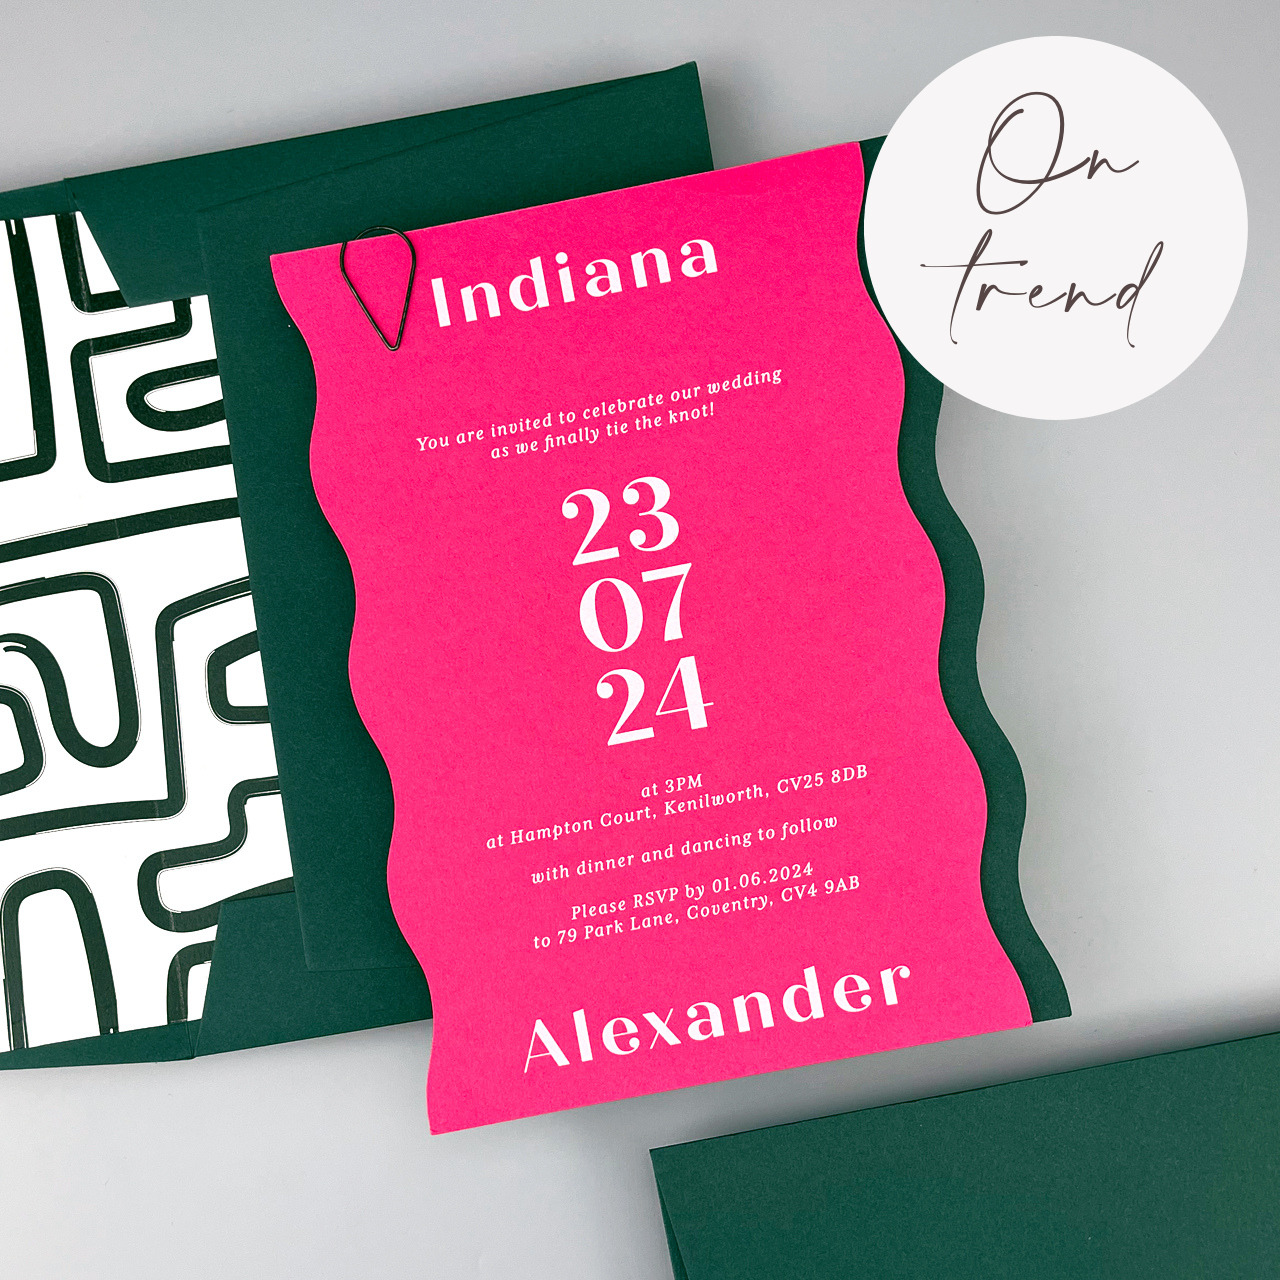 On
trend
Indiana
You are invited to celebrate our wedding
as we finally tie the knot!
23
07
24
at 3PM
at Hampton Court, Kenilworth, CV25 8DB
with dinner and dancing to follow
Please RSVP by 01.06.2024
to 79 Park Lane, Coventry, CV4 9AB
Alexander